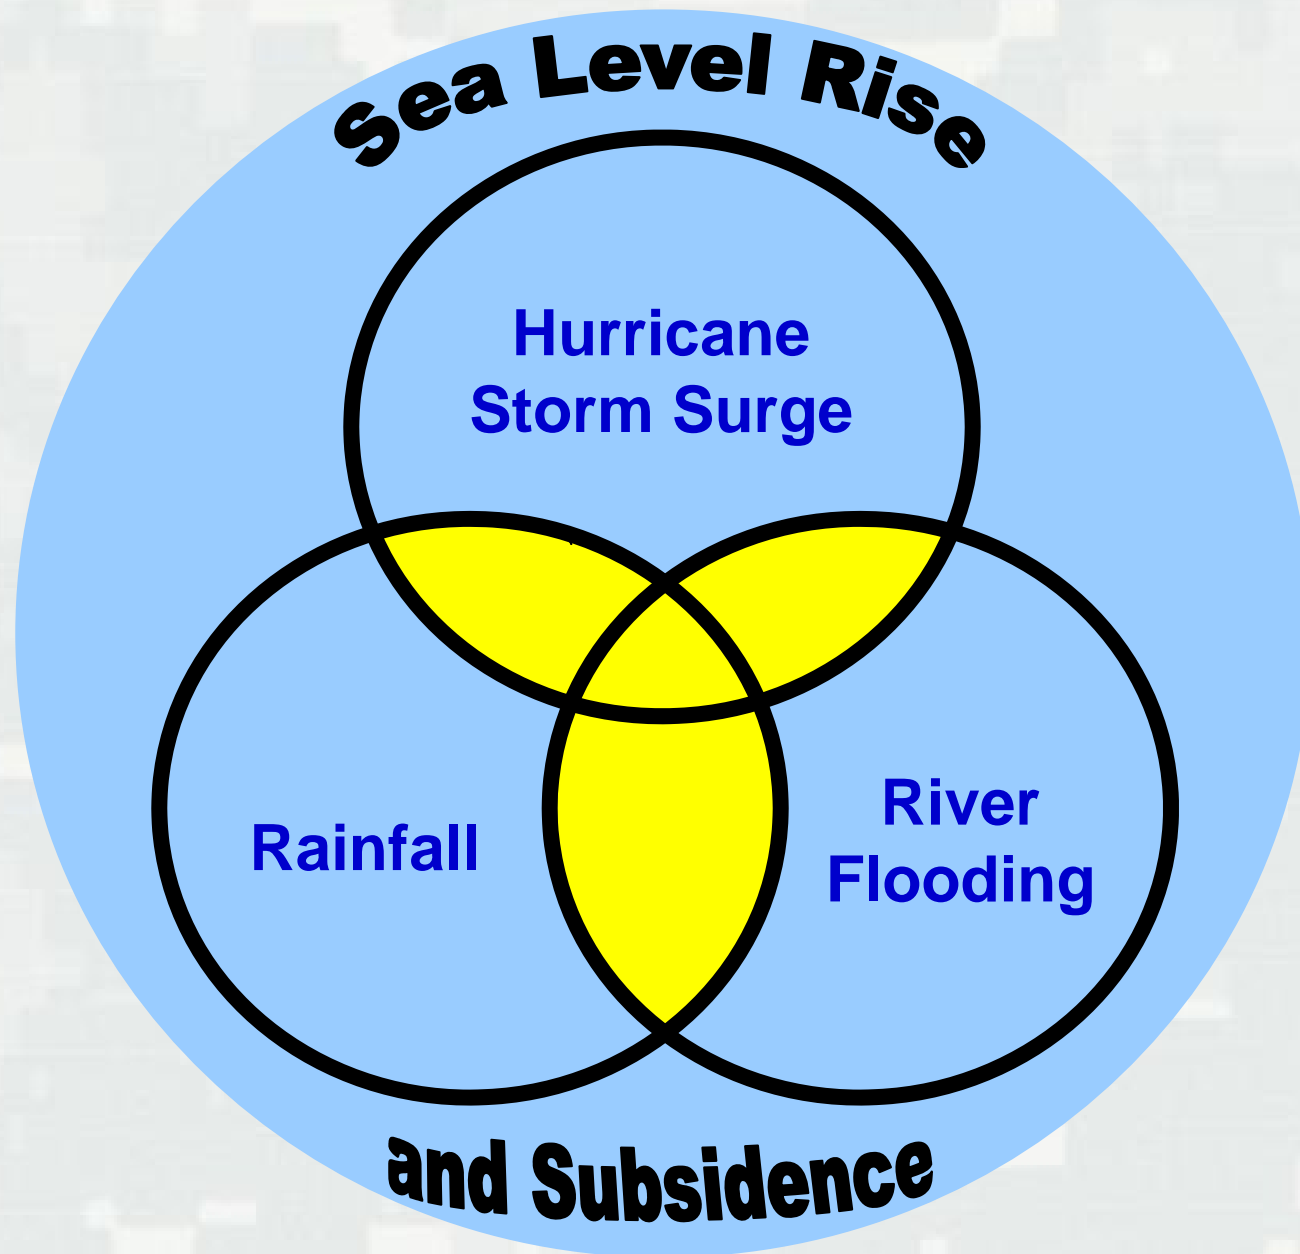 Sea Level Rise
Hurricane
Storm Surge
Rainfall
River
Flooding
and Subsidence